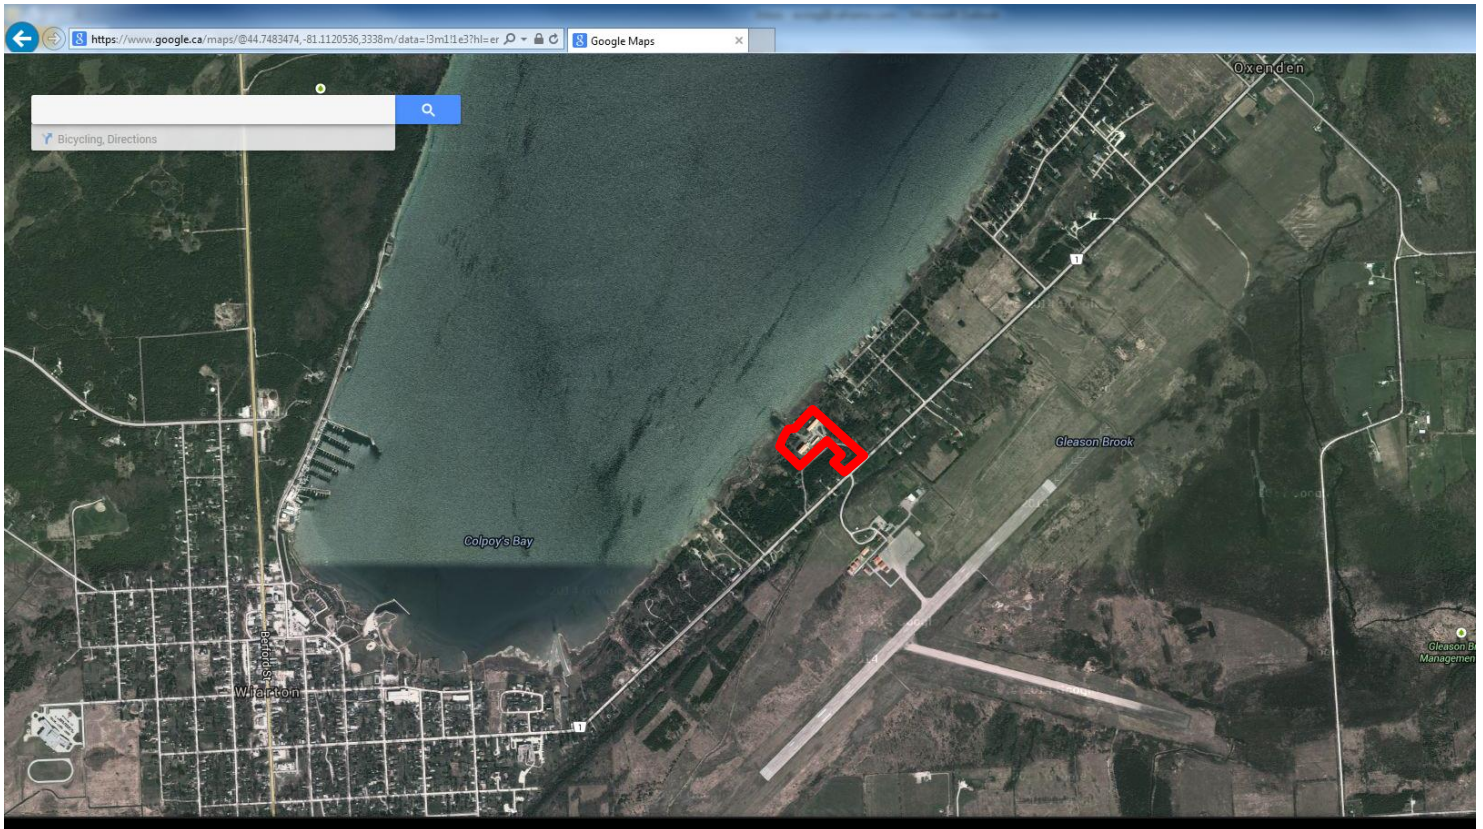 https://www.google.ca/maps/@44.7483474,-81.1120536,3338m/data=!3m1!1e3?hl=er
Google Maps
Bicycling, Directions
Oxenden
1
Gleason Brook
Colpoy's Bay
Berford St
Wiarton
1
Gleason B
Managemen